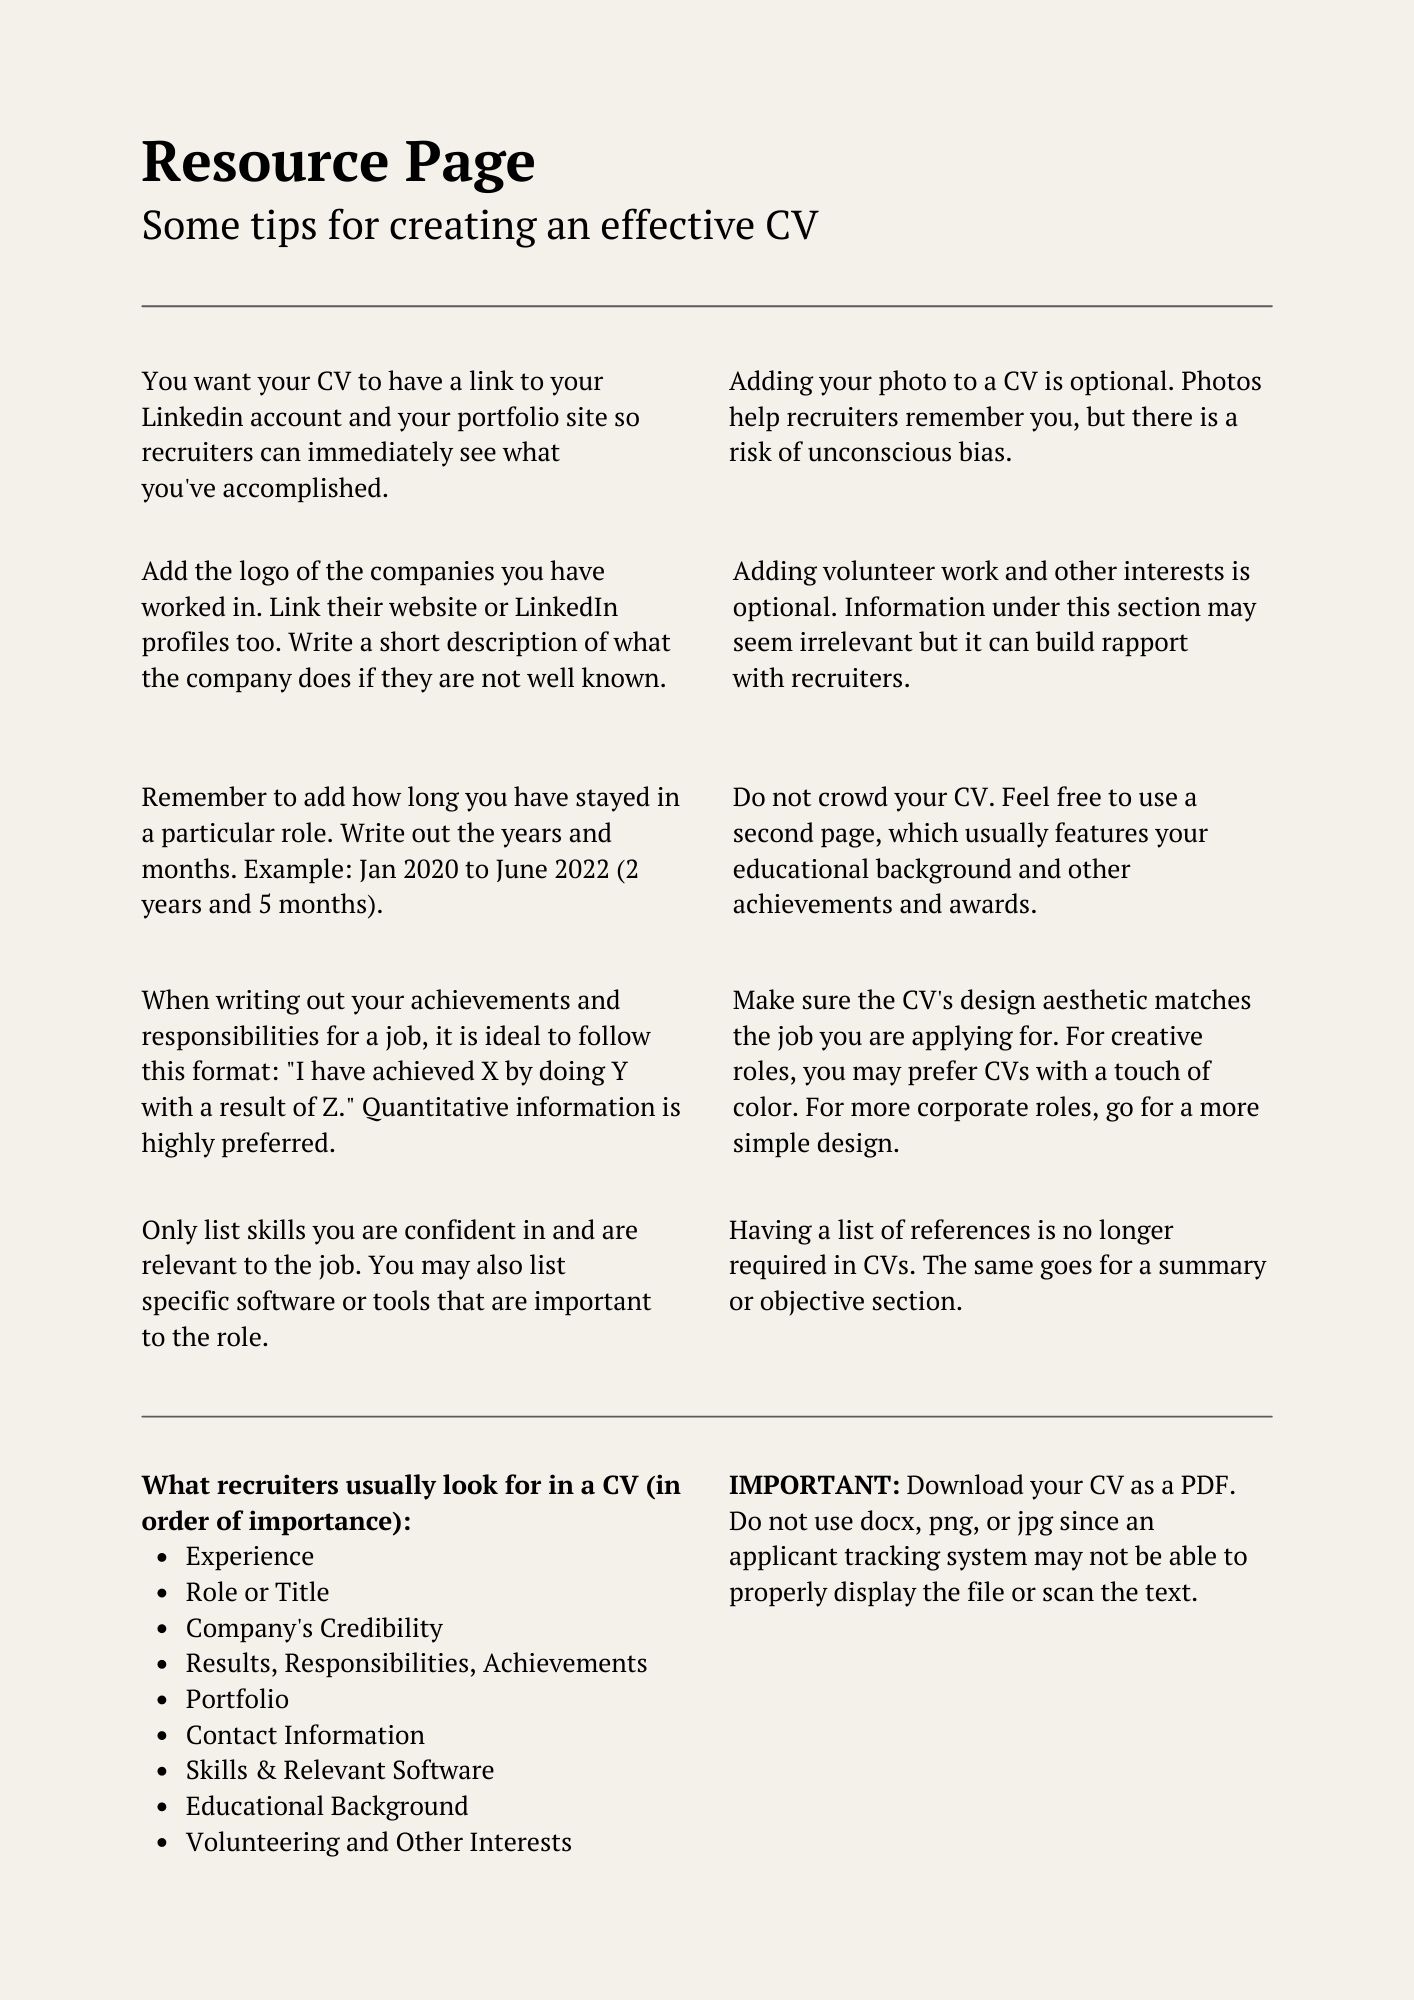 Resource Page
Some tips for creating an effective CV
You want your CV to have a link to your
Linkedin account and your portfolio site so
recruiters can immediately see what
you've accomplished.
Adding your photo to a CV is optional. Photos
help recruiters remember you, but there is a
risk of unconscious bias.
Add the logo of the companies you have
worked in. Link their website or LinkedIn
profiles too. Write a short description of what
the company does if they are not well known.
Adding volunteer work and other interests is
optional. Information under this section may
seem irrelevant but it can build rapport
with recruiters.
Remember to add how long you have stayed in
a particular role. Write out the years and
months. Example: Jan 2020 to June 2022 (2
years and 5 months).
Do not crowd your CV. Feel free to use a
second page, which usually features your
educational background and other
achievements and awards.
When writing out your achievements and
responsibilities for a job, it is ideal to follow
this format: "I have achieved X by doing Y
with a result of Z." Quantitative information is
highly preferred.
Make sure the CV's design aesthetic matches
the job you are applying for. For creative
roles, you may prefer CVs with a touch of
color. For more corporate roles, go for a more
simple design.
Only list skills you are confident in and are
relevant to the job. You may also list
specific software or tools that are important
to the role.
Having a list of references is no longer
required in CVs. The same goes for a summary
or objective section.
What recruiters usually look for in a CV (in
order of importance):
• Experience
• Role or Title
• Company's Credibility
• Results, Responsibilities, Achievements
• Portfolio
• Contact Information
• Skills & Relevant Software
• Educational Background
• Volunteering and Other Interests
IMPORTANT: Download your CV as a PDF.
Do not use docx, png, or jpg since an
applicant tracking system may not be able to
properly display the file or scan the text.